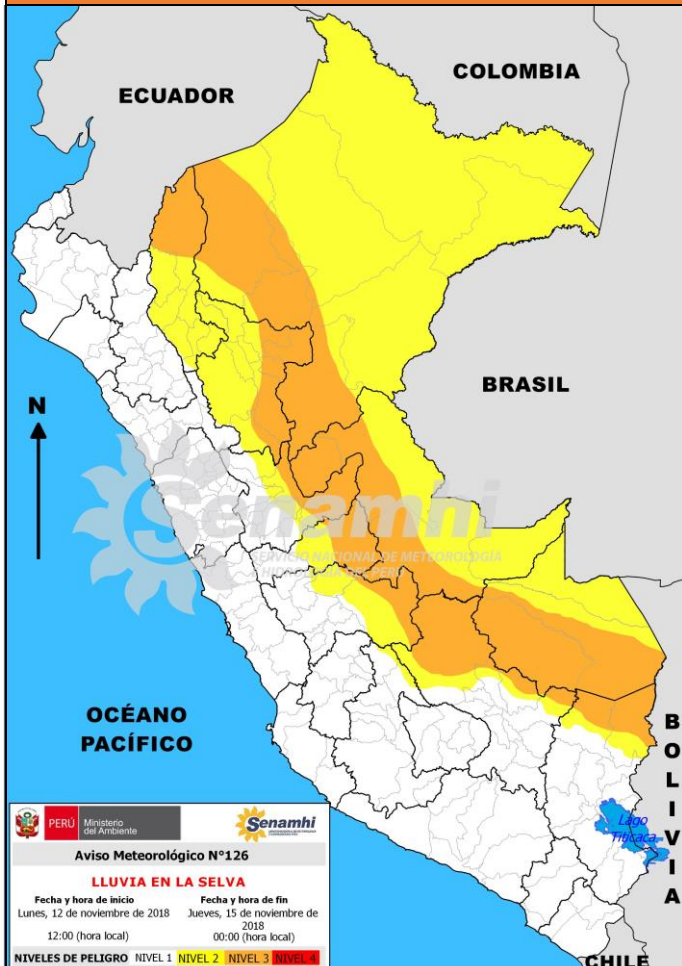 COLOMBIA
ECUADOR
BRASIL
N
Senamhi
SERVICIO NACIONAL DE METEOROLOGÍA
E HIDROLOGÍA DEL PERÚ
OCÉANO
PACÍFICO
BOLIVIA
Lago
Titicaca
CHILE
PERÚ
Ministerio
del Ambiente
Senamhi
Aviso Meteorológico N°126
LLUVIA EN LA SELVA
Fecha y hora de inicio
Lunes, 12 de noviembre de 2018
12:00 (hora local)
Fecha y hora de fin
Jueves, 15 de noviembre de
2018
00:00 (hora local)
NIVELES DE PELIGRO NIVEL 1 NIVEL 2 NIVEL 3 NIVEL 4